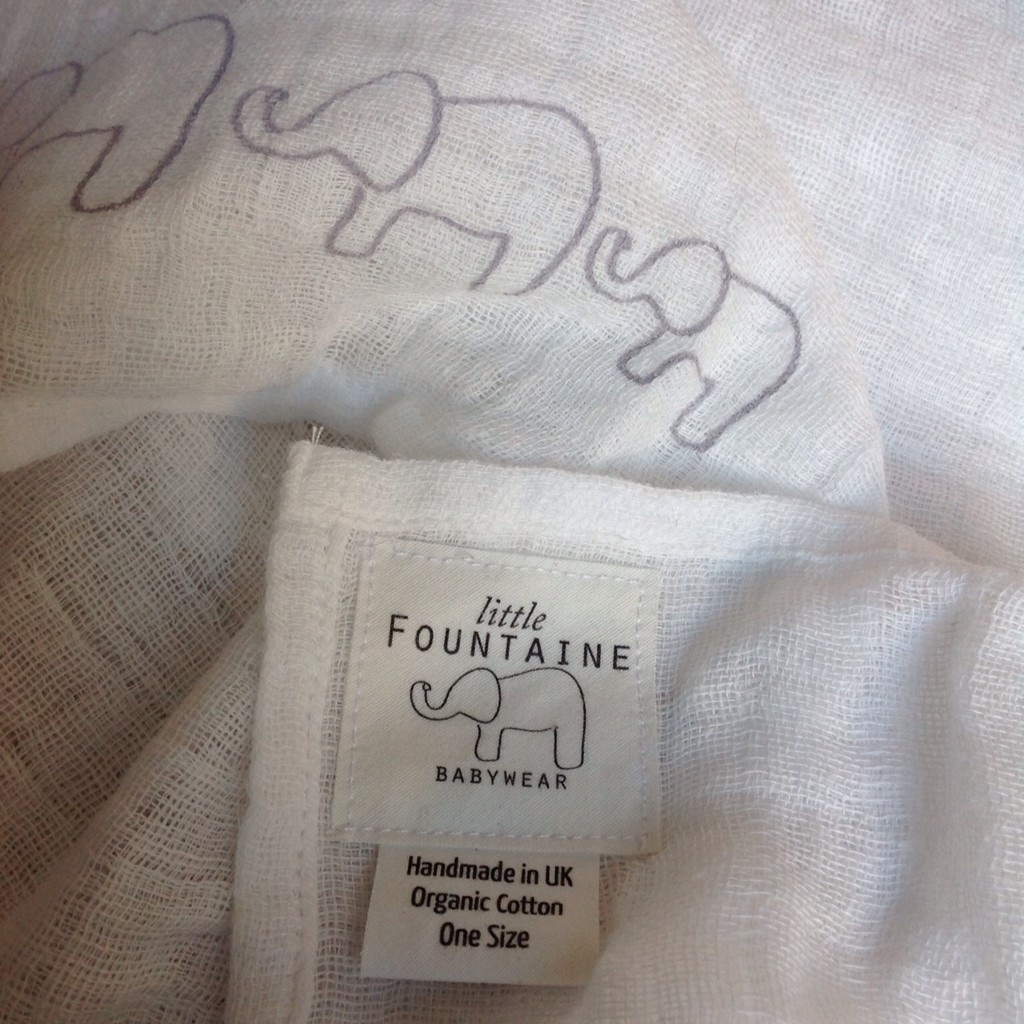 little
FOUNTAINE
BABYWEAR
Handmade in UK
Organic Cotton
One Size